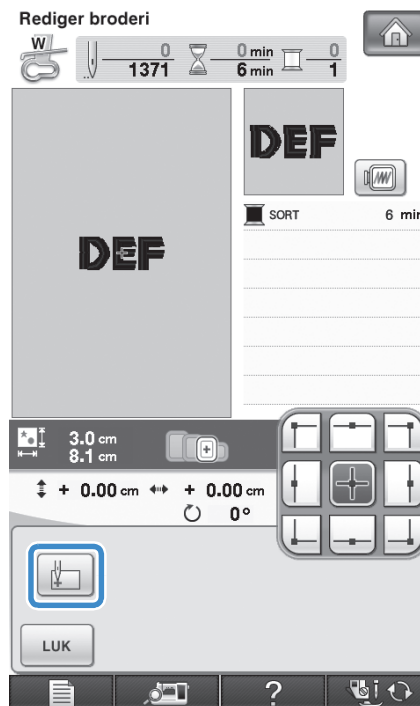 Rediger broderi
W
0
1371
0 min
6 min
0
1
DEF
DEF
SORT 6 min
3.0 cm
8.1 cm
+ 0.00 cm + 0.00 cm
0°
LUK
?